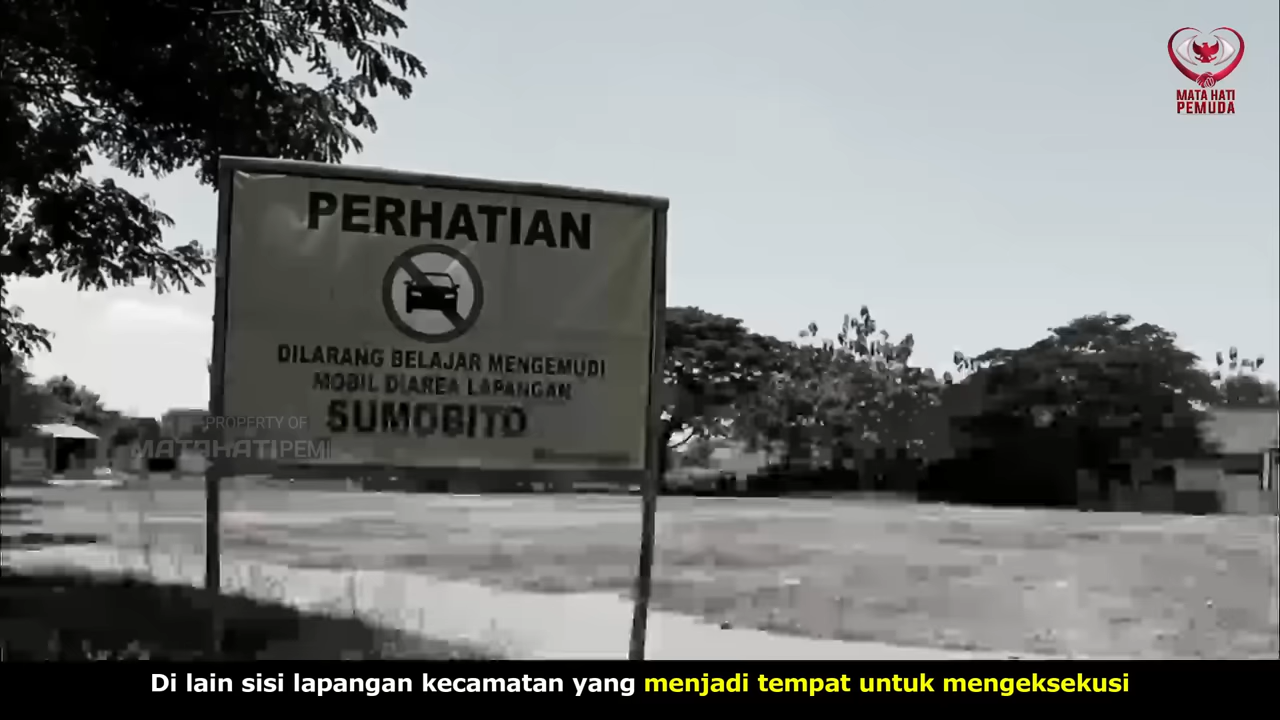 MATA HATI
PEMUDA
PERHATIAN
DILARANG BELAJAR MENGEMUDI
MOBIL DIAREA LAPANGAN
SUMOBITO
PROPERTY OF
MATAHATIPEM
Di lain sisi lapangan kecamatan yang menjadi tempat untuk mengeksekusi